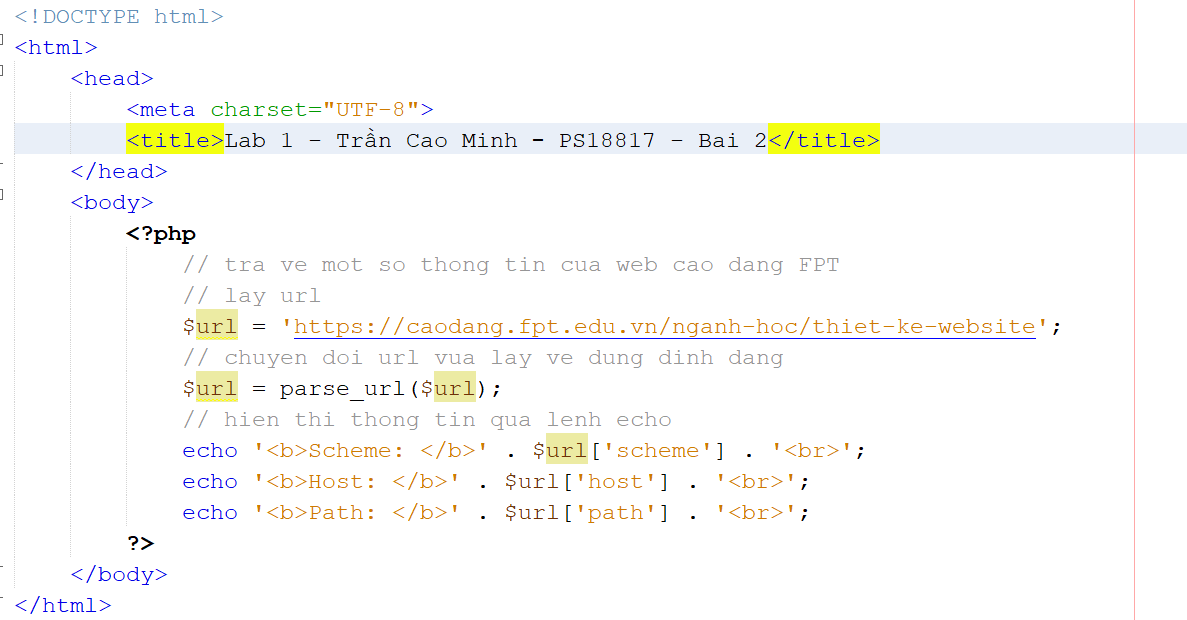 <!DOCTYPE html>
<html>
<head>
<meta charset="UTF-8">
<title>Lab 1 - Trần Cao Minh - PS18817 - Bai 2</title>
</head>
<body>
<?php
// tra ve mot so thong tin cua web cao dang FPT
// lay url
$url = 'https://caodang.fpt.edu.vn/nganh-hoc/thiet-ke-website';
// chuyen doi url vua lay ve dung dinh dang
$url = parse_url($url);
// hien thi thong tin qua lenh echo
echo '<b>Scheme: </b>' . $url['scheme'] . '<br>';
echo '<b>Host: </b>' . $url['host'] . '<br>';
echo '<b>Path: </b>' . $url['path'] . '<br>';
?>
</body>
</html>